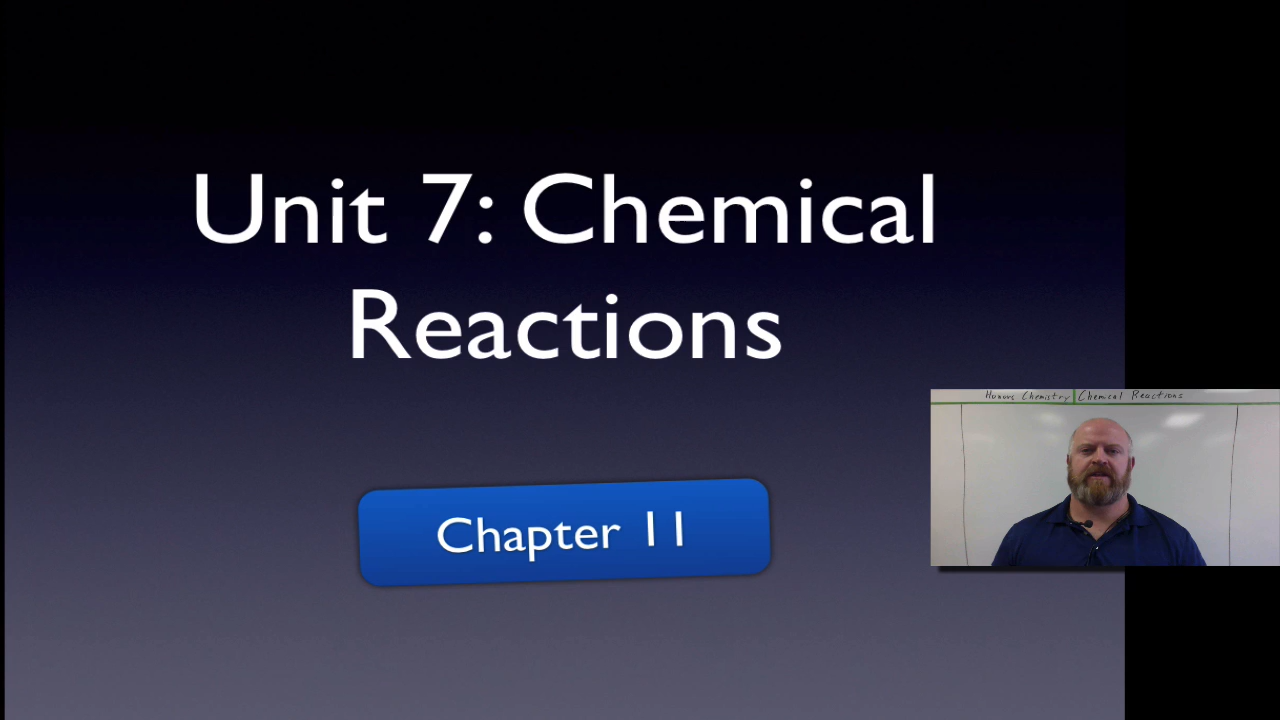 Unit 7: Chemical
Reactions
Chapter 11
Honors Chemistry Chemical Reactions